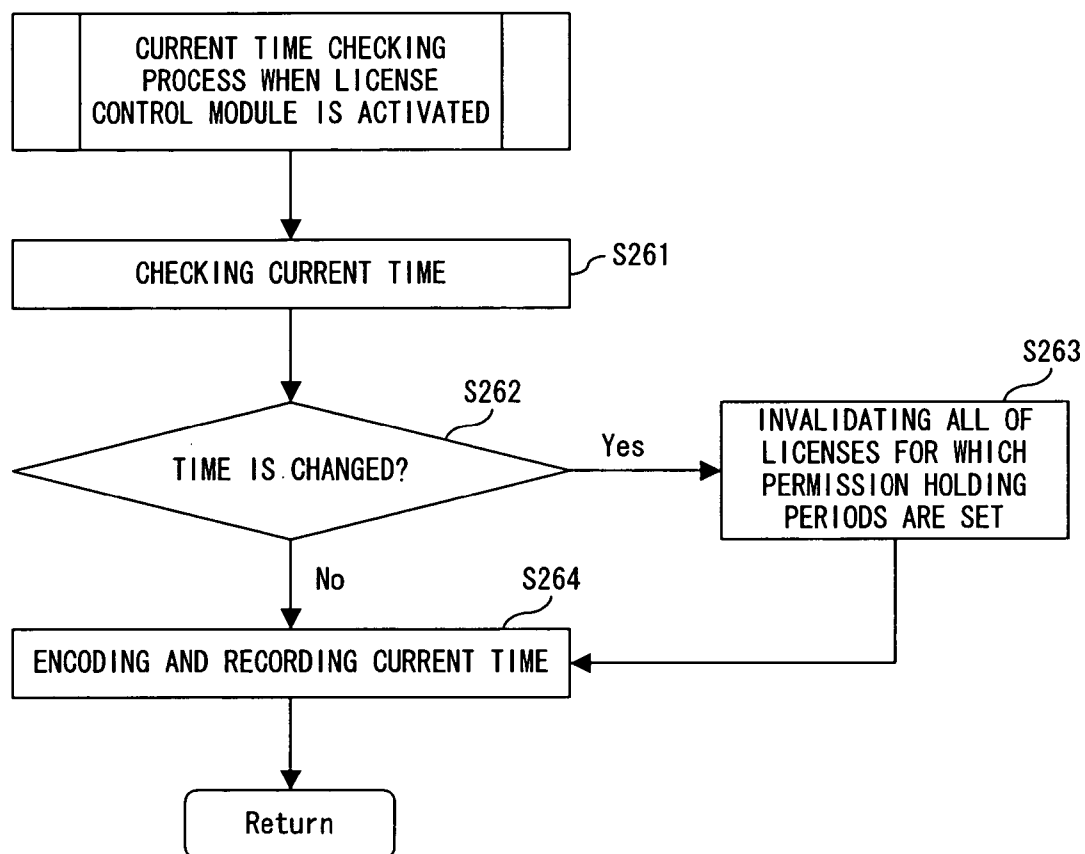 CURRENT TIME CHECKING
PROCESS WHEN LICENSE
CONTROL MODULE IS ACTIVATED
CHECKING CURRENT TIME
S261
S262
TIME IS CHANGED?
Yes
S263
INVALIDATING ALL OF
LICENSES FOR WHICH
PERMISSION HOLDING
PERIODS ARE SET
No
S264
ENCODING AND RECORDING CURRENT TIME
Return